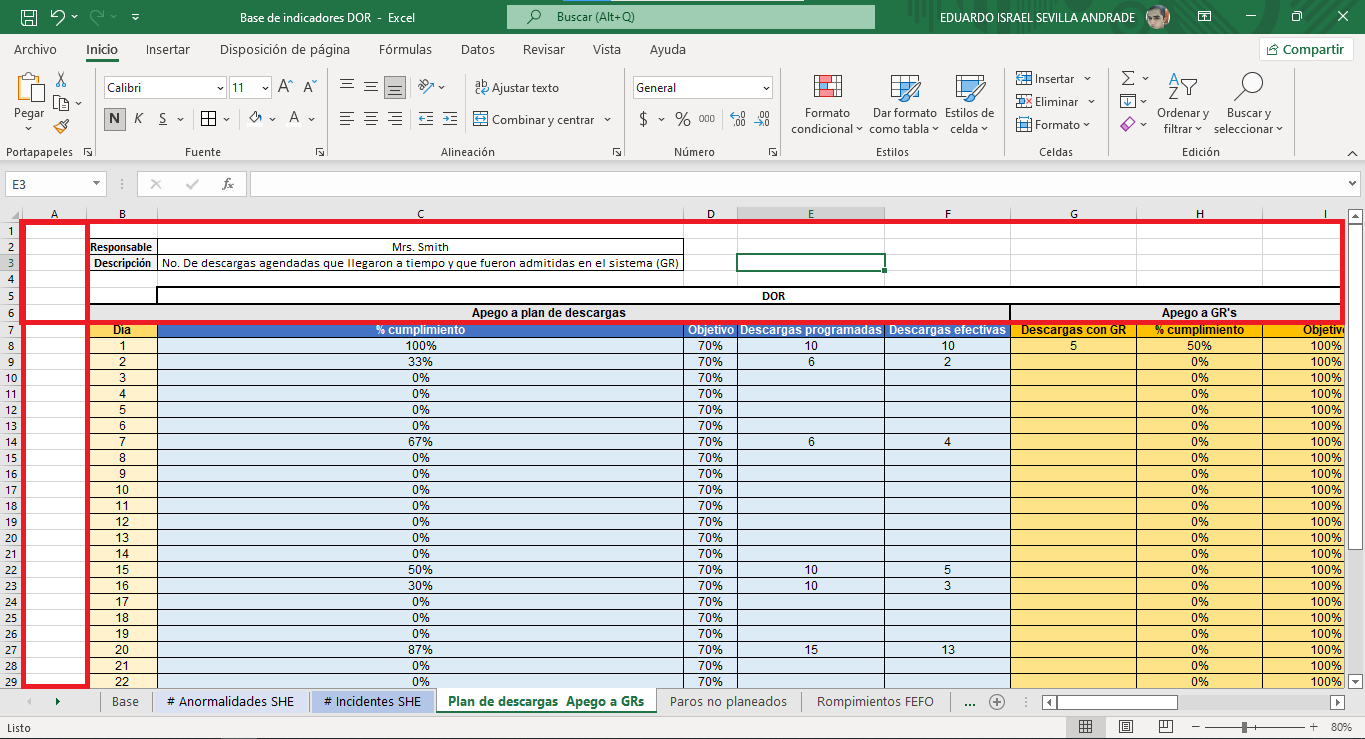 Base de indicadores DOR - Excel
Buscar (Alt+Q)
EDUARDO ISRAEL SEVILLA ANDRADE
Archivo Inicio Insertar Disposición de página Fórmulas Datos Revisar Vista Ayuda Compartir
Pegar
Calibri 11
N K S
Ajustar texto
Combinar y centrar
General
$ % 000
Formato condicional
Dar formato como tabla
Estilos de celda
Insertar
Eliminar
Formato
Ordenar y filtrar
Buscar y seleccionar
Portapapeles Fuente Alineación Número Estilos Celdas Edición
E3 fx
A B C D E F G H I
1
2 Responsable Mrs. Smith
3 Descripción No. De descargas agendadas que llegaron a tiempo y que fueron admitidas en el sistema (GR)
4
5 DOR
6 Apego a plan de descargas Apego a GR's
7 Dia % cumplimiento Objetivo Descargas programadas Descargas efectivas Descargas con GR % cumplimiento Objetivo
8 1 100% 70% 10 10 5 50% 100%
9 2 33% 70% 6 2 0% 100%
10 3 0% 70% 0% 100%
11 4 0% 70% 0% 100%
12 5 0% 70% 0% 100%
13 6 0% 70% 0% 100%
14 7 67% 70% 6 4 0% 100%
15 8 0% 70% 0% 100%
16 9 0% 70% 0% 100%
17 10 0% 70% 0% 100%
18 11 0% 70% 0% 100%
19 12 0% 70% 0% 100%
20 13 0% 70% 0% 100%
21 14 0% 70% 0% 100%
22 15 50% 70% 10 5 0% 100%
23 16 30% 70% 10 3 0% 100%
24 17 0% 70% 0% 100%
25 18 0% 70% 0% 100%
26 19 0% 70% 0% 100%
27 20 87% 70% 15 13 0% 100%
28 21 0% 70% 0% 100%
29 22 0% 70% 0% 100%
Base # Anormalidades SHE # Incidentes SHE Plan de descargas Apego a GRs Paros no planeados Rompimientos FEFO ...
Listo 80%